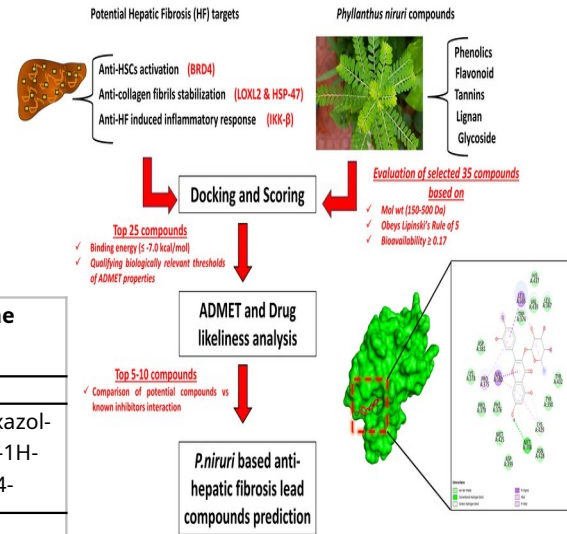 Potential Hepatic Fibrosis (HF) targets
Phyllanthus niruri compounds
Anti-HSCs activation (BRD4)
Anti-collagen fibrils stabilization (LOXL2 & HSP-47)
Anti-HF induced inflammatory response (IKK-β)
Phenolics
Flavonoid
Tannins
Lignan
Glycoside
Docking and Scoring
Evaluation of selected 35 compounds
based on
✓ Mol wt (150-500 Da)
✓ Obeys Lipinski's Rule of 5
✓ Bioavailability ≥ 0.17
Top 25 compounds
✓ Binding energy (≤ -7.0 kcal/mol)
✓ Qualifying biologically relevant thresholds
of ADMET properties
ADMET and Drug
likeliness analysis
Top 5-10 compounds
✓ Comparison of potential compounds vs
known inhibitors interaction
P.niruri based anti-
hepatic fibrosis lead
compounds prediction
xazol-
-1H-
4-